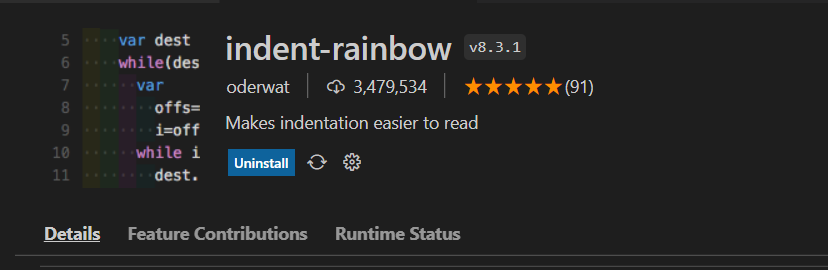 5 var dest
6 while(des
7 var
8 offs=
9 i=off
10 while i
11 dest.
indent-rainbow v8.3.1
oderwat 3,479,534 ★★★★★(91)
Makes indentation easier to read
Uninstall
Details Feature Contributions Runtime Status